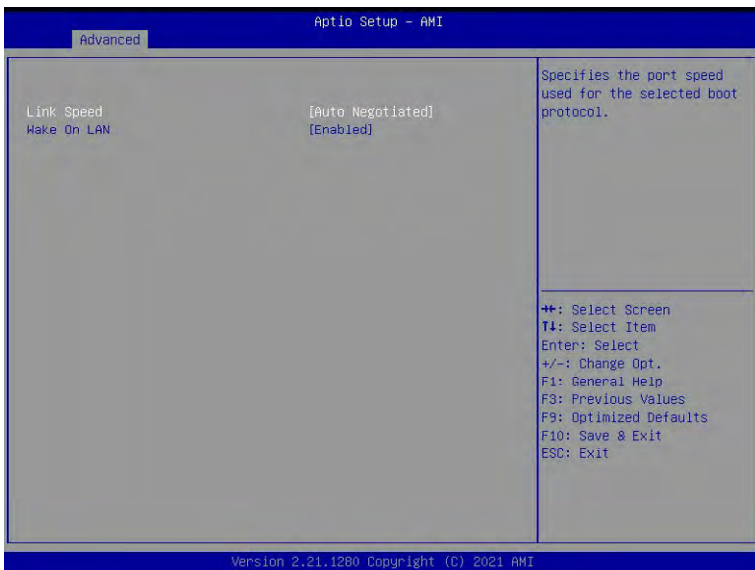 Aptio Setup - AMI
Advanced
Link Speed [Auto Negotiated]
Wake On LAN [Enabled]
Specifies the port speed
used for the selected boot
protocol.
→←: Select Screen
↑↓: Select Item
Enter: Select
+/-: Change Opt.
F1: General Help
F3: Previous Values
F9: Optimized Defaults
F10: Save & Exit
ESC: Exit
Version 2.21.1280 Copyright (C) 2021 AMI